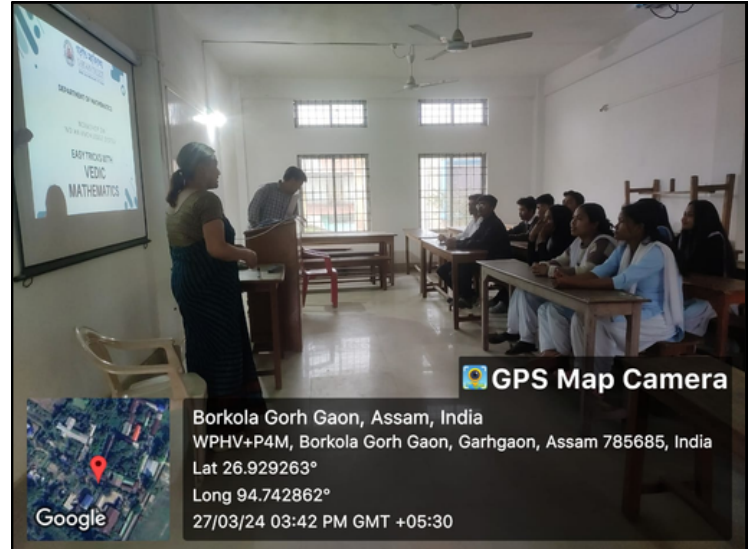 DEPARTMENT OF MATHEMATICS
EASY TRICKS WITH
VEDIC
MATHEMATICS
GPS Map Camera
Borkola Gorh Gaon, Assam, India
WPHV+P4M, Borkola Gorh Gaon, Garhgaon, Assam 785685, India
Lat 26.929263°
Long 94.742862°
27/03/24 03:42 PM GMT +05:30
Google